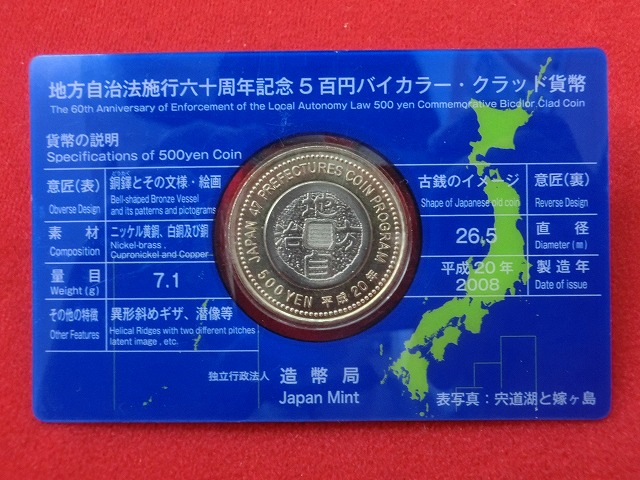 地方自治法施行六十周年記念5百円バイカラー・クラッド貨幣
The 60th Anniversary of Enforcement of the Local Autonomy Law 500 yen Commemorative Bicolor Clad Coin
貨幣の説明
Specifications of 500yen Coin
意匠(表)
Obverse Design
銅鐸とその文様・絵画
Bell-shaped Bronze Vessel
and its patterns and pictograms
古銭のイメージ
Shape of Japanese old coin
意匠(裏)
Reverse Design
素材
Composition
ニッケル黄銅、白銅及び銅
Nickel-brass .
Cupronickel and Copper
26.5
直径
Diameter (m)
量目
Weight (g)
7.1
平成20年
2008
製造年
Date of issue
その他の特徴
Other Features
異形斜めギザ、潜像等
Helical Ridges with two different pitches
latent image . etc.
JAPAN 47 PREFECTURES COIN PROGRAM
地方自治
500YEN 平成20年
独立行政法人 造幣局
Japan Mint
表写真:宍道湖と嫁ヶ島